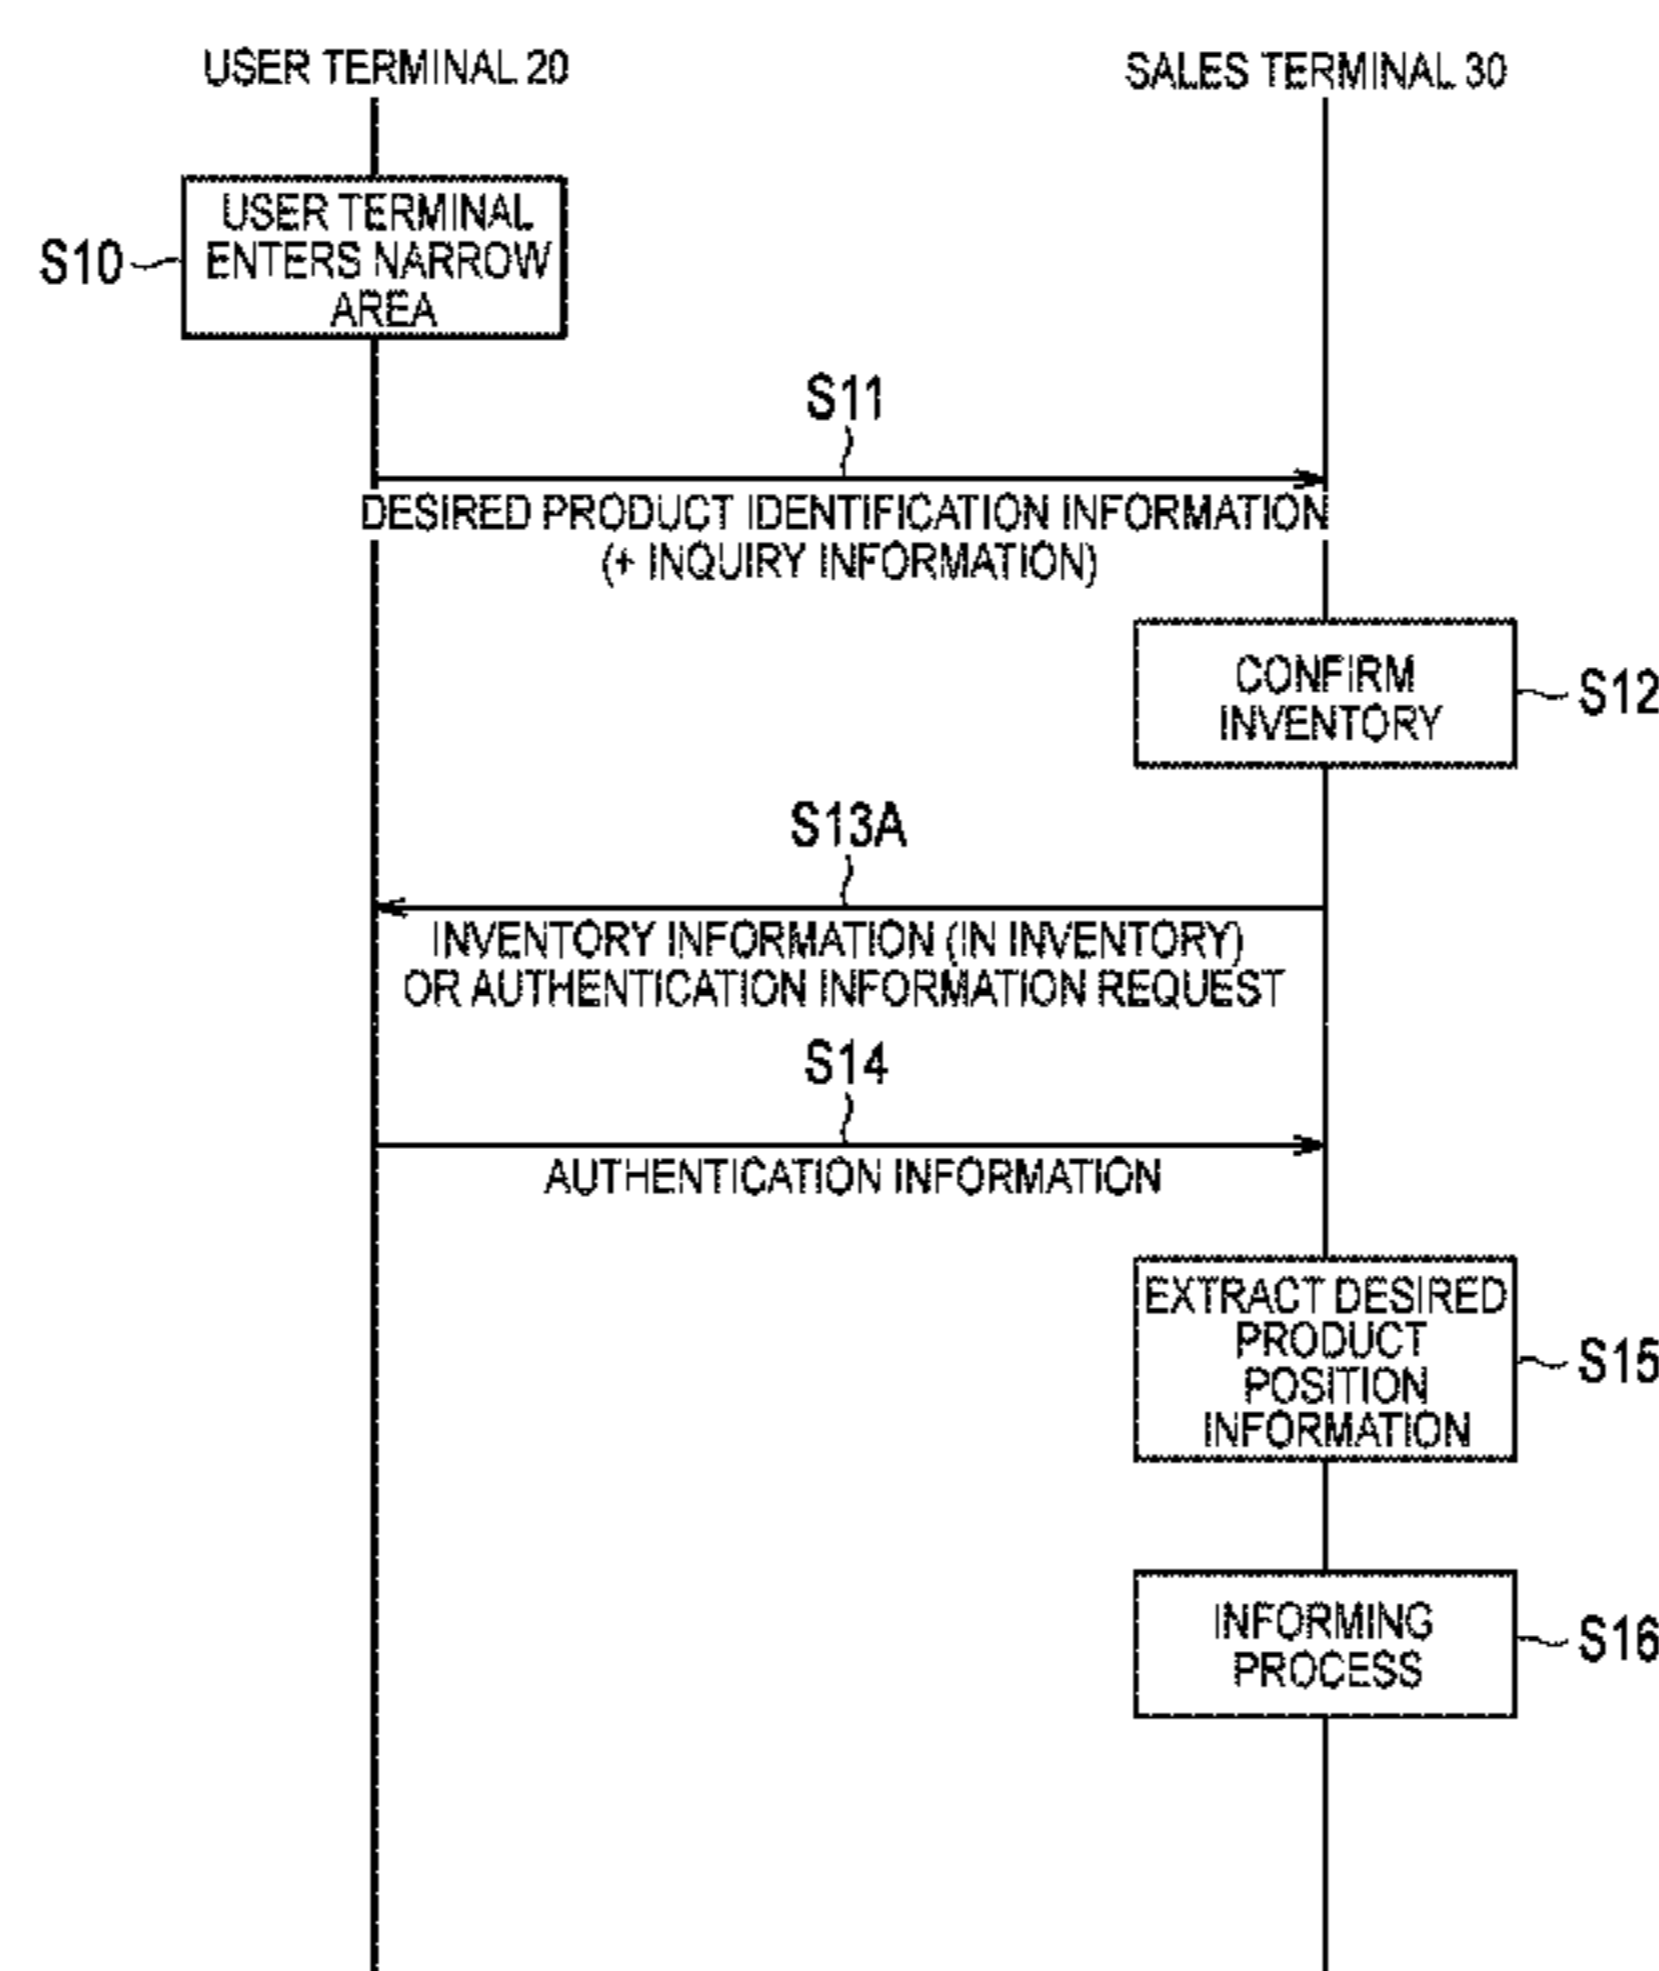 USER TERMINAL 20
SALES TERMINAL 30
USER TERMINAL
ENTERS NARROW
AREA
S10
S11
DESIRED PRODUCT IDENTIFICATION INFORMATION
(+ INQUIRY INFORMATION)
CONFIRM
INVENTORY
S12
S13A
INVENTORY INFORMATION (IN INVENTORY)
OR AUTHENTICATION INFORMATION REQUEST
S14
AUTHENTICATION INFORMATION
EXTRACT DESIRED
PRODUCT
POSITION
INFORMATION
S15
INFORMING
PROCESS
S16